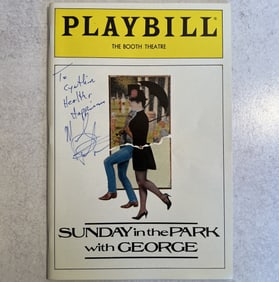 PLAYBILL
THE BOOTH THEATRE
To
Cynthia
Health &
Happiness
SUNDAY in the PARK
with GEORGE